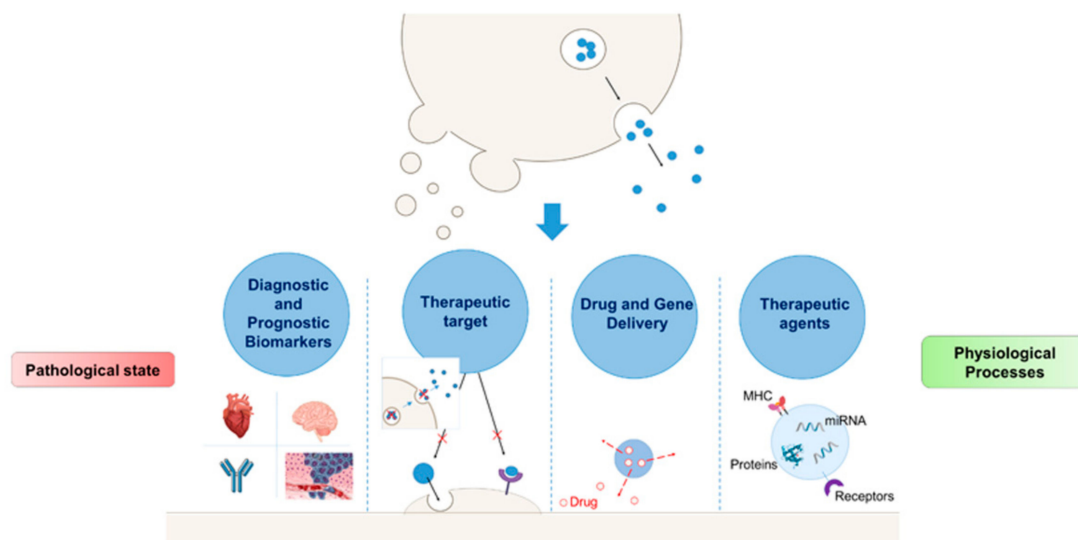 Diagnostic
and
Prognostic
Biomarkers
Therapeutic
target
Drug and Gene
Delivery
Therapeutic
agents
Pathological state
Physiological
Processes
MHC
miRNA
Proteins
Receptors
Drug